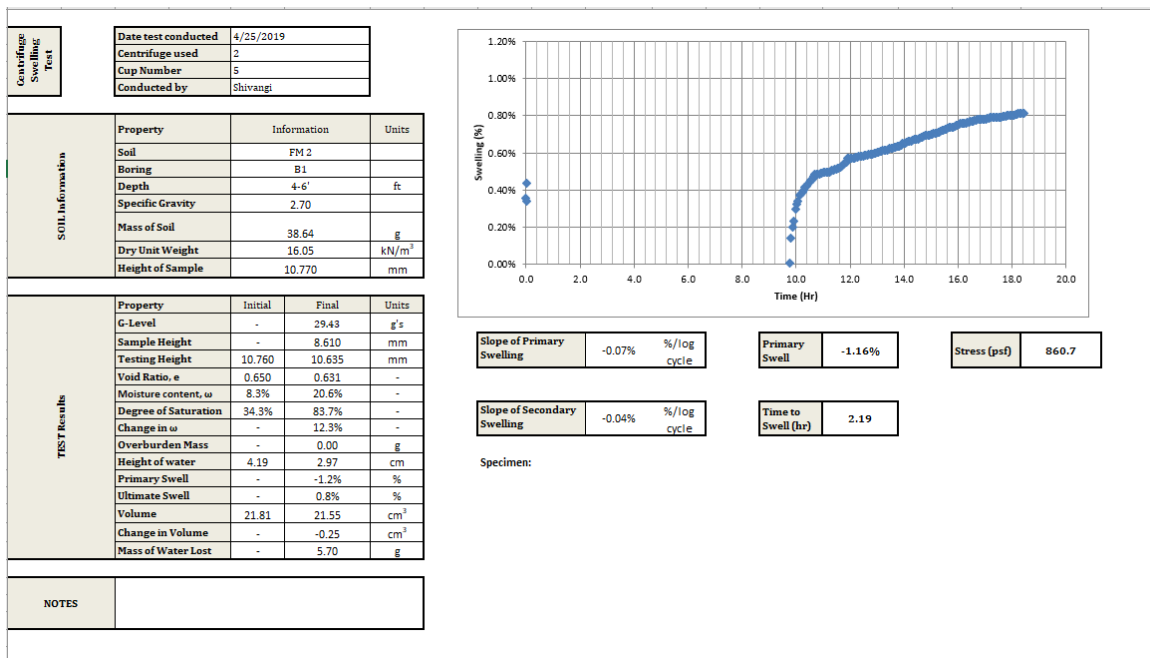 Centrifuge
Swelling
Test
Date test conducted 4/25/2019
Centrifuge used 2
Cup Number 5
Conducted by Shivangi
SOIL Information
Property Information Units
Soil FM 2
Boring B1
Depth 4-6' ft
Specific Gravity 2.70
Mass of Soil 38.64 g
Dry Unit Weight 16.05 kN/m³
Height of Sample 10.770 mm
TEST Results
Property Initial Final Units
G-Level - 29.43 g's
Sample Height - 8.610 mm
Testing Height 10.760 10.635 mm
Void Ratio, e 0.650 0.631 -
Moisture content, ω 8.3% 20.6% -
Degree of Saturation 34.3% 83.7% -
Change in ω - 12.3% -
Overburden Mass - 0.00 g
Height of water 4.19 2.97 cm
Primary Swell - -1.2% %
Ultimate Swell - 0.8% %
Volume 21.81 21.55 cm³
Change in Volume - -0.25 cm³
Mass of Water Lost - 5.70 g
NOTES
Swelling (%)
1.20%
1.00%
0.80%
0.60%
0.40%
0.20%
0.00%
0.0 2.0 4.0 6.0 8.0 10.0 12.0 14.0 16.0 18.0 20.0
Time (Hr)
Slope of Primary
Swelling
-0.07%
%/log
cycle
Primary
Swell
-1.16%
Stress (psf) 860.7
Slope of Secondary
Swelling
-0.04%
%/log
cycle
Time to
Swell (hr)
2.19
Specimen: